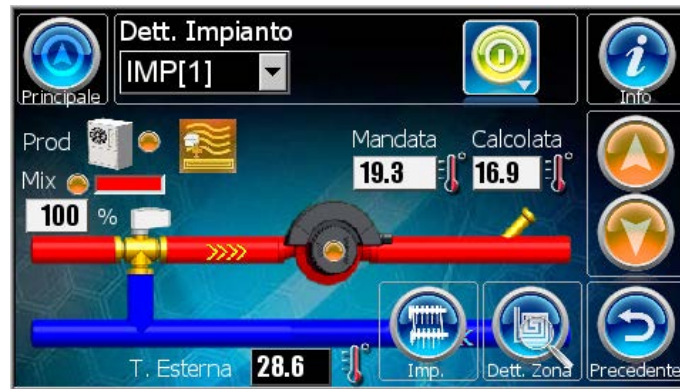 Dett. Impianto
IMP[1]
Principale
Info
Prod
Mandata
Calcolata
Mix
19.3
16.9
100 %
T. Esterna 28.6
Imp.
Dett. Zona
Precedente